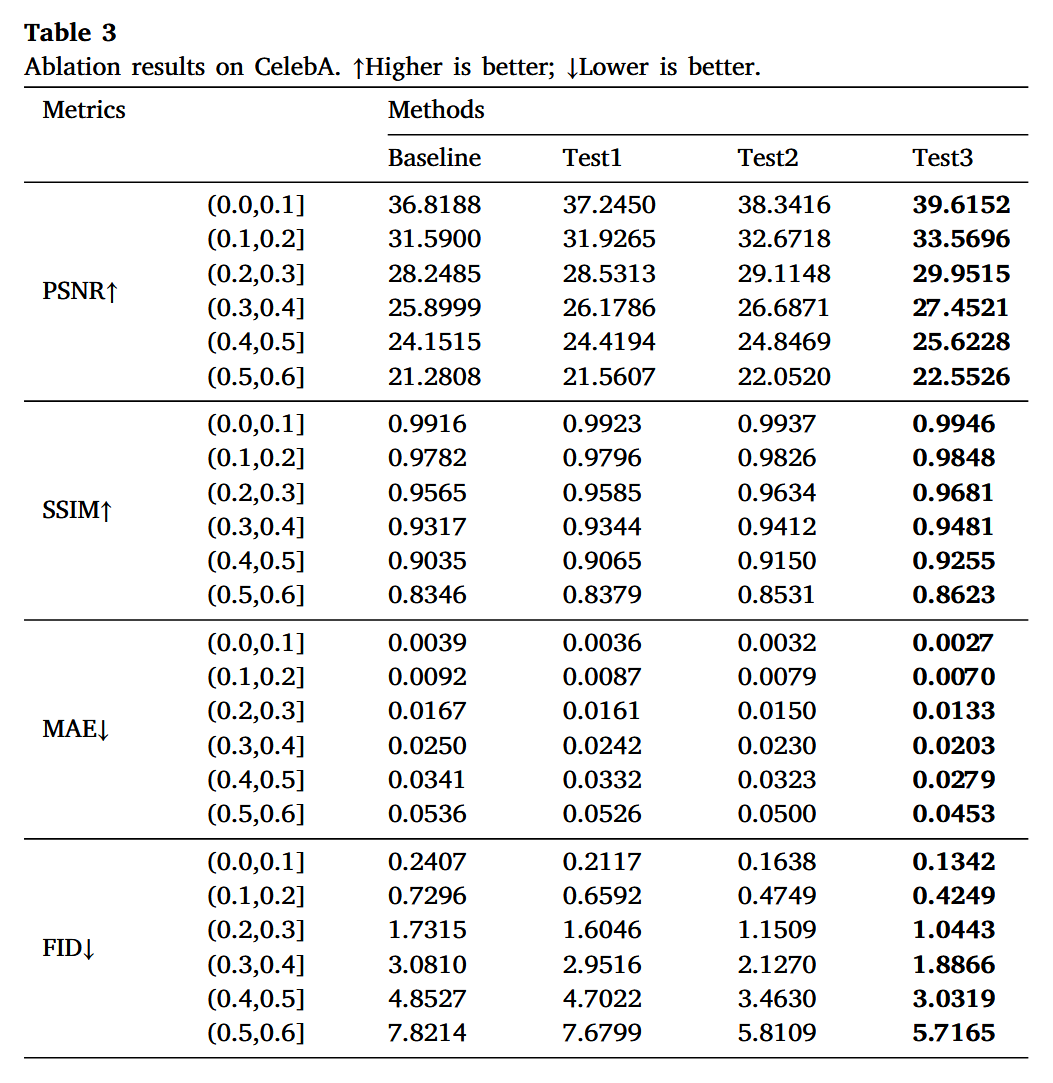 Table 3
Ablation results on CelebA. ↑Higher is better; ↓Lower is better.
Metrics Methods
Baseline Test1 Test2 Test3
PSNR↑
(0.0,0.1] 36.8188 37.2450 38.3416 39.6152
(0.1,0.2] 31.5900 31.9265 32.6718 33.5696
(0.2,0.3] 28.2485 28.5313 29.1148 29.9515
(0.3,0.4] 25.8999 26.1786 26.6871 27.4521
(0.4,0.5] 24.1515 24.4194 24.8469 25.6228
(0.5,0.6] 21.2808 21.5607 22.0520 22.5526
SSIM↑
(0.0,0.1] 0.9916 0.9923 0.9937 0.9946
(0.1,0.2] 0.9782 0.9796 0.9826 0.9848
(0.2,0.3] 0.9565 0.9585 0.9634 0.9681
(0.3,0.4] 0.9317 0.9344 0.9412 0.9481
(0.4,0.5] 0.9035 0.9065 0.9150 0.9255
(0.5,0.6] 0.8346 0.8379 0.8531 0.8623
MAE↓
(0.0,0.1] 0.0039 0.0036 0.0032 0.0027
(0.1,0.2] 0.0092 0.0087 0.0079 0.0070
(0.2,0.3] 0.0167 0.0161 0.0150 0.0133
(0.3,0.4] 0.0250 0.0242 0.0230 0.0203
(0.4,0.5] 0.0341 0.0332 0.0323 0.0279
(0.5,0.6] 0.0536 0.0526 0.0500 0.0453
FID↓
(0.0,0.1] 0.2407 0.2117 0.1638 0.1342
(0.1,0.2] 0.7296 0.6592 0.4749 0.4249
(0.2,0.3] 1.7315 1.6046 1.1509 1.0443
(0.3,0.4] 3.0810 2.9516 2.1270 1.8866
(0.4,0.5] 4.8527 4.7022 3.4630 3.0319
(0.5,0.6] 7.8214 7.6799 5.8109 5.7165